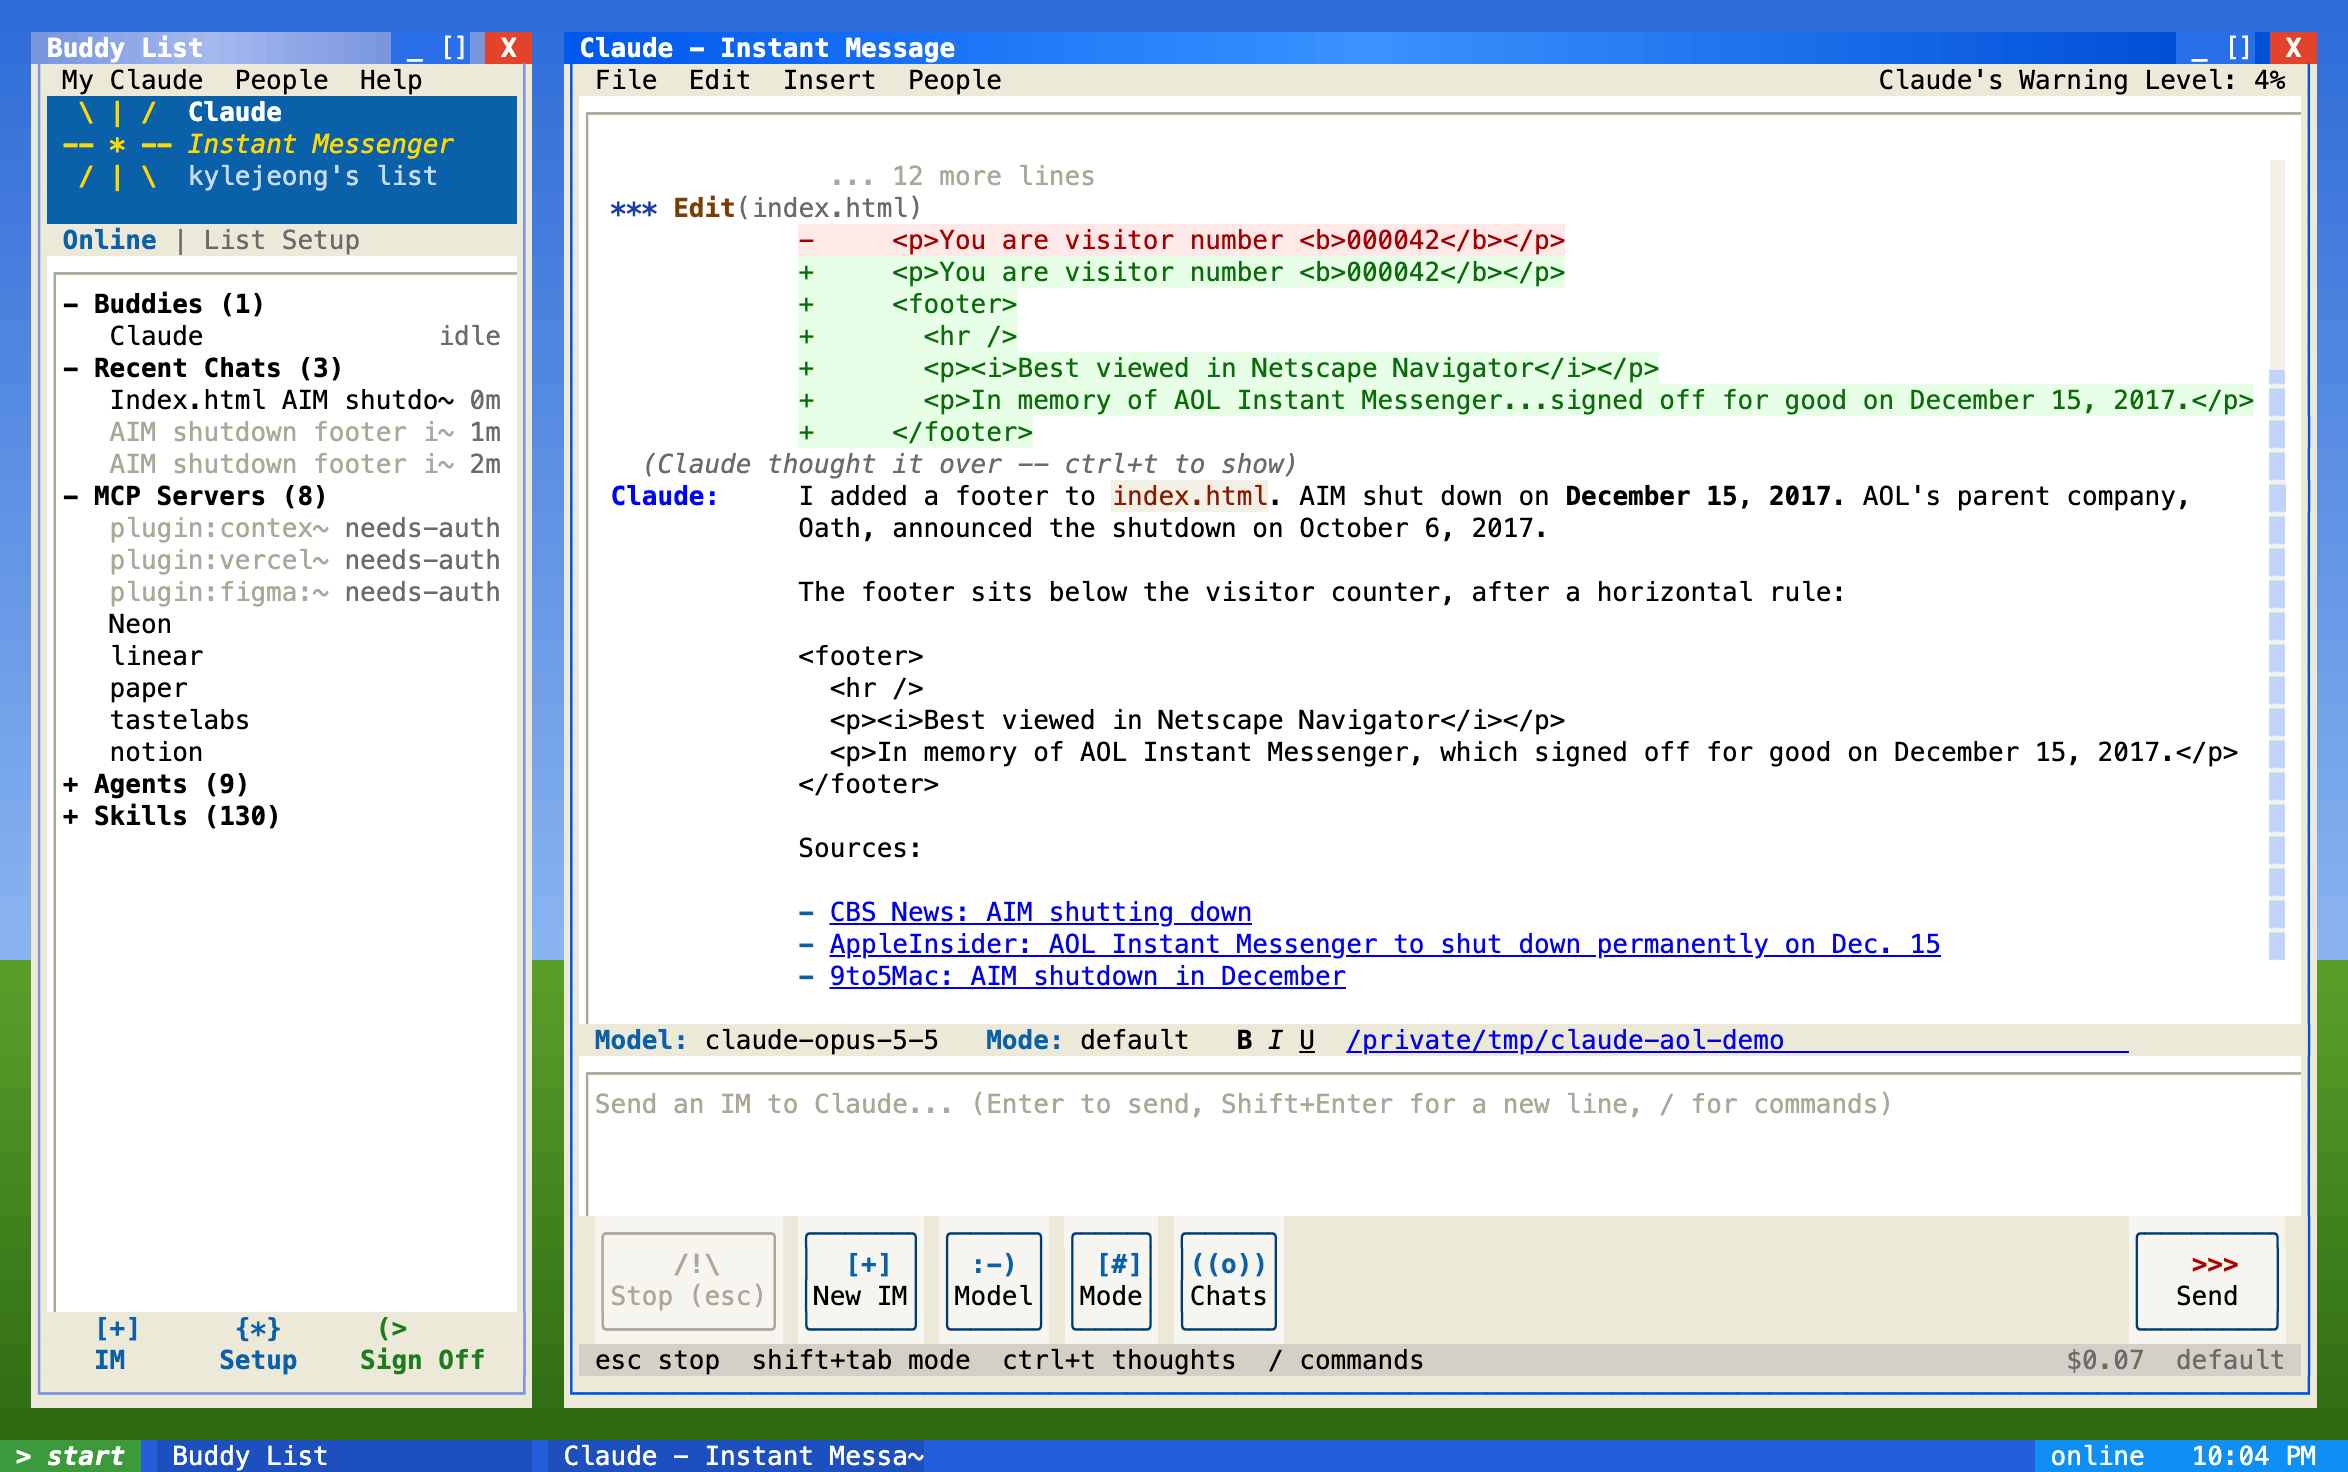 Buddy List _ [] X
My Claude People Help
\ | / Claude
-- * -- Instant Messenger
/ | \ kylejeong's list
Online | List Setup
- Buddies (1)
Claude idle
- Recent Chats (3)
Index.html AIM shutdo~ 0m
AIM shutdown footer i~ 1m
AIM shutdown footer i~ 2m
- MCP Servers (8)
plugin:contex~ needs-auth
plugin:vercel~ needs-auth
plugin:figma:~ needs-auth
Neon
linear
paper
tastelabs
notion
+ Agents (9)
+ Skills (130)
[+] {*} (>
IM Setup Sign Off
Claude - Instant Message _ [] X
File Edit Insert People Claude's Warning Level: 4%
... 12 more lines
*** Edit(index.html)
- <p>You are visitor number <b>000042</b></p>
+ <p>You are visitor number <b>000042</b></p>
+ <footer>
+ <hr />
+ <p><i>Best viewed in Netscape Navigator</i></p>
+ <p>In memory of AOL Instant Messenger...signed off for good on December 15, 2017.</p>
+ </footer>
(Claude thought it over -- ctrl+t to show)
Claude: I added a footer to index.html. AIM shut down on December 15, 2017. AOL's parent company,
Oath, announced the shutdown on October 6, 2017.
The footer sits below the visitor counter, after a horizontal rule:
<footer>
<hr />
<p><i>Best viewed in Netscape Navigator</i></p>
<p>In memory of AOL Instant Messenger, which signed off for good on December 15, 2017.</p>
</footer>
Sources:
- CBS News: AIM shutting down
- AppleInsider: AOL Instant Messenger to shut down permanently on Dec. 15
- 9to5Mac: AIM shutdown in December
Model: claude-opus-5-5 Mode: default B I U /private/tmp/claude-aol-demo
Send an IM to Claude... (Enter to send, Shift+Enter for a new line, / for commands)
/!\ [+] :-) [#] ((o)) >>>
Stop (esc) New IM Model Mode Chats Send
esc stop shift+tab mode ctrl+t thoughts / commands $0.07 default
> start Buddy List Claude - Instant Messa~ online 10:04 PM